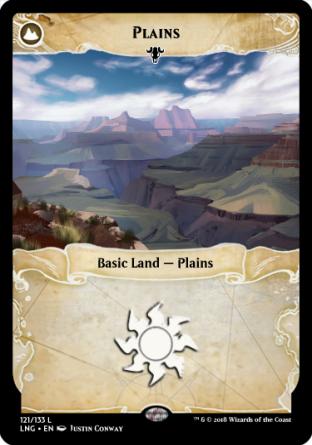 Plains
Basic Land — Plains
121/133 L
LNG • EN Justin Conway
™ & © 2018 Wizards of the Coast